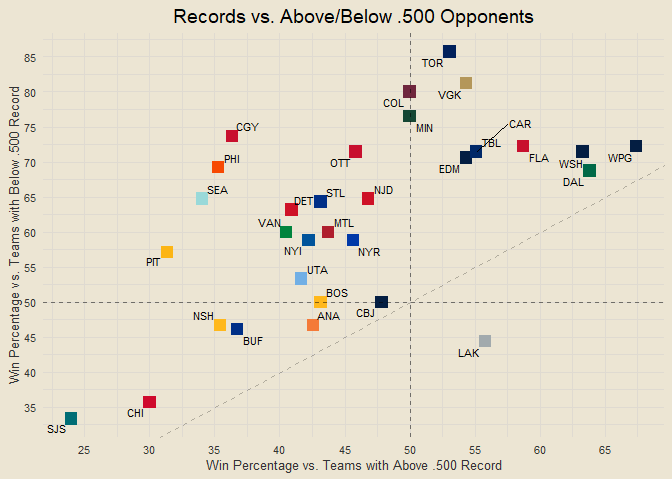 Records vs. Above/Below .500 Opponents
Win Percentage vs. Teams with Below .500 Record
85
80
75
70
65
60
55
50
45
40
35
TOR
VGK
COL
MIN
CAR
CGY
TBL
OTT
EDM
FLA
WSH
WPG
PHI
DAL
SEA
DET
STL
NJD
VAN
MTL
NYI
NYR
PIT
UTA
BOS
NSH
ANA
CBJ
BUF
LAK
CHI
SJS
25
30
35
40
45
50
55
60
65
Win Percentage vs. Teams with Above .500 Record